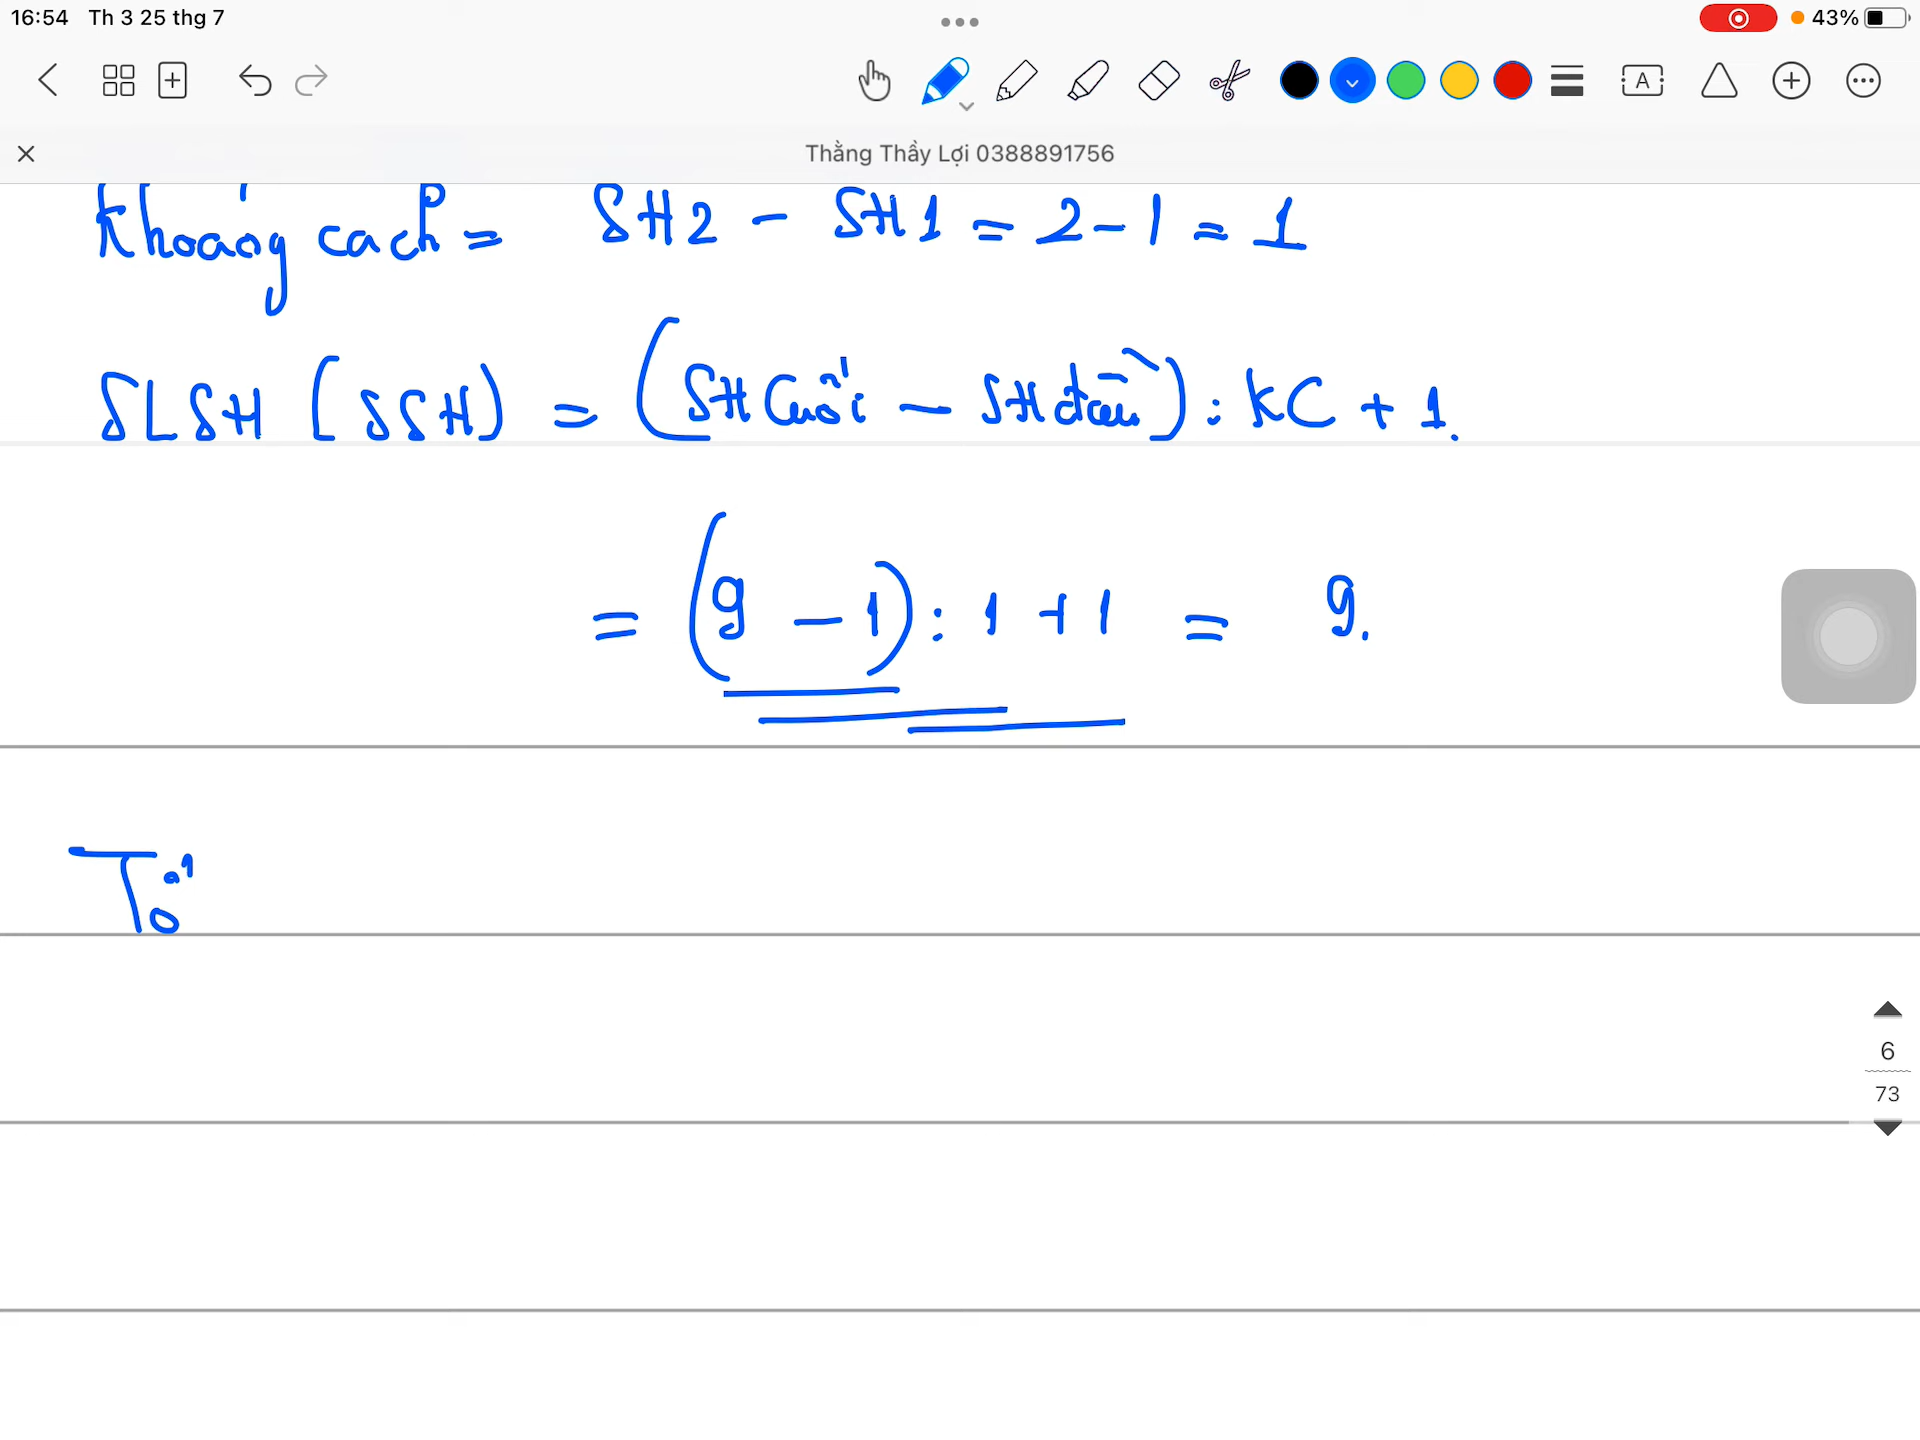 16:54 Th 3 25 thg 7 43%
A
Thằng Thầy Lợi 0388891756
Khoảng cách = SH2 - SH1 = 2-1 = 1
SLSH (SSH) = (SH Cuối - SH đầu) : KC + 1.
= (9 - 1) : 1 + 1 = 9.
Tố
6
73